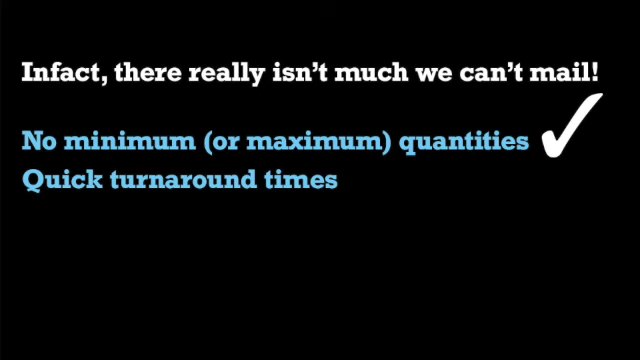 Infact, there really isn't much we can't mail!
No minimum (or maximum) quantities
Quick turnaround times